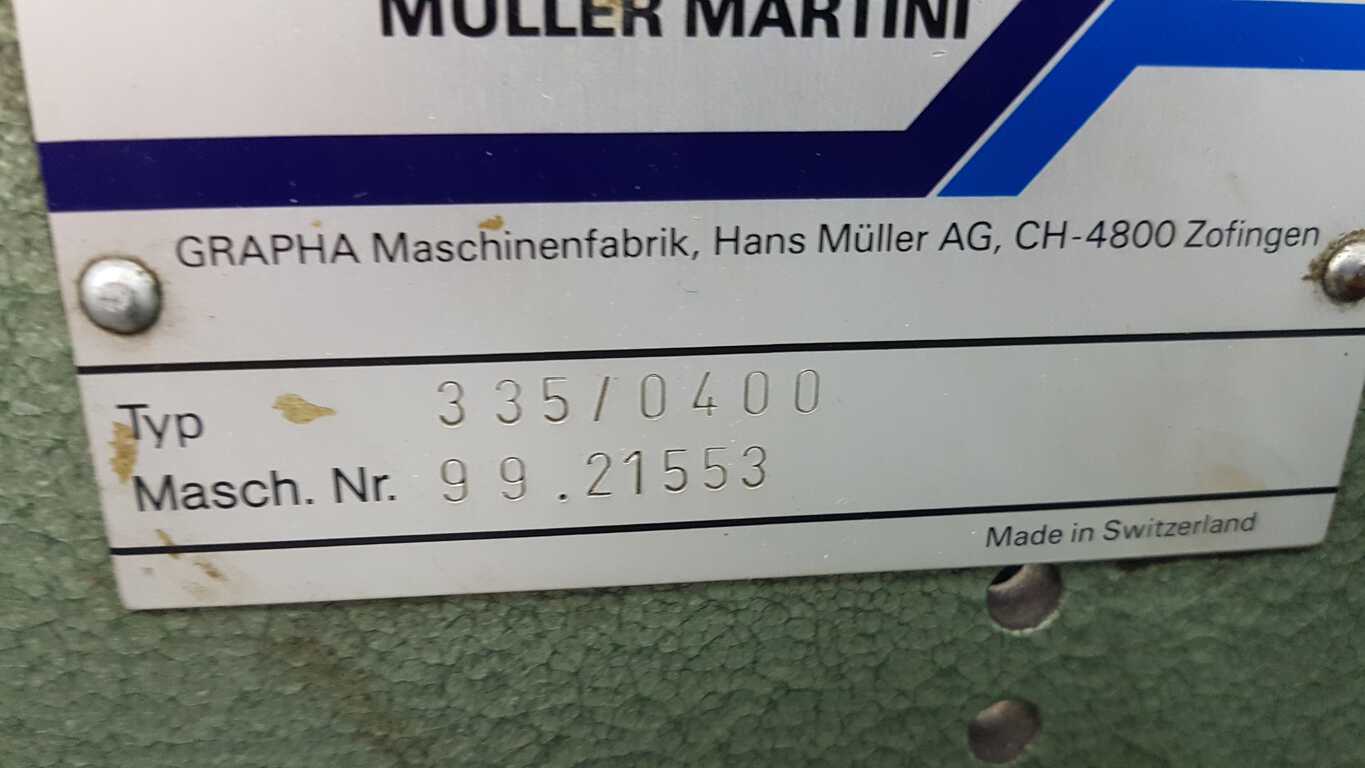 MÜLLER MARTINI
GRAPHA Maschinenfabrik, Hans Müller AG, CH-4800 Zofingen
Typ 335/0400
Masch. Nr. 99.21553
Made in Switzerland